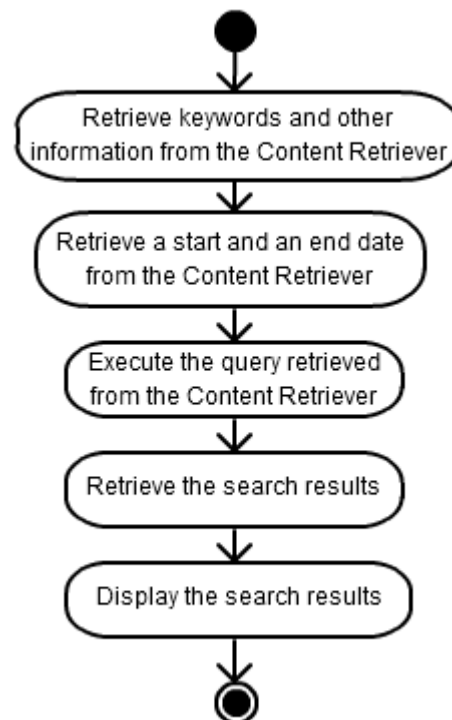 Retrieve keywords and other
information from the Content Retriever
Retrieve a start and an end date
from the Content Retriever
Execute the query retrieved
from the Content Retriever
Retrieve the search results
Display the search results